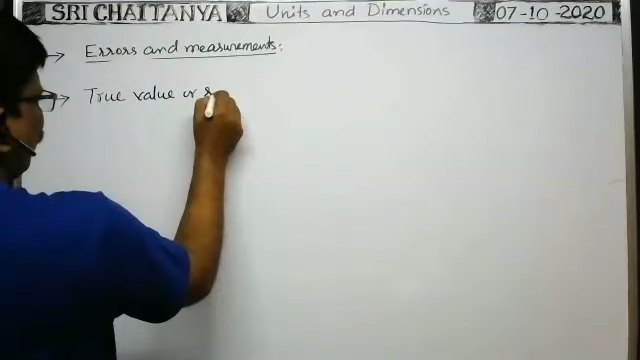 SRI CHAITANYA Units and Dimensions 07-10-2020
→ Errors and measurements:
→ True value or